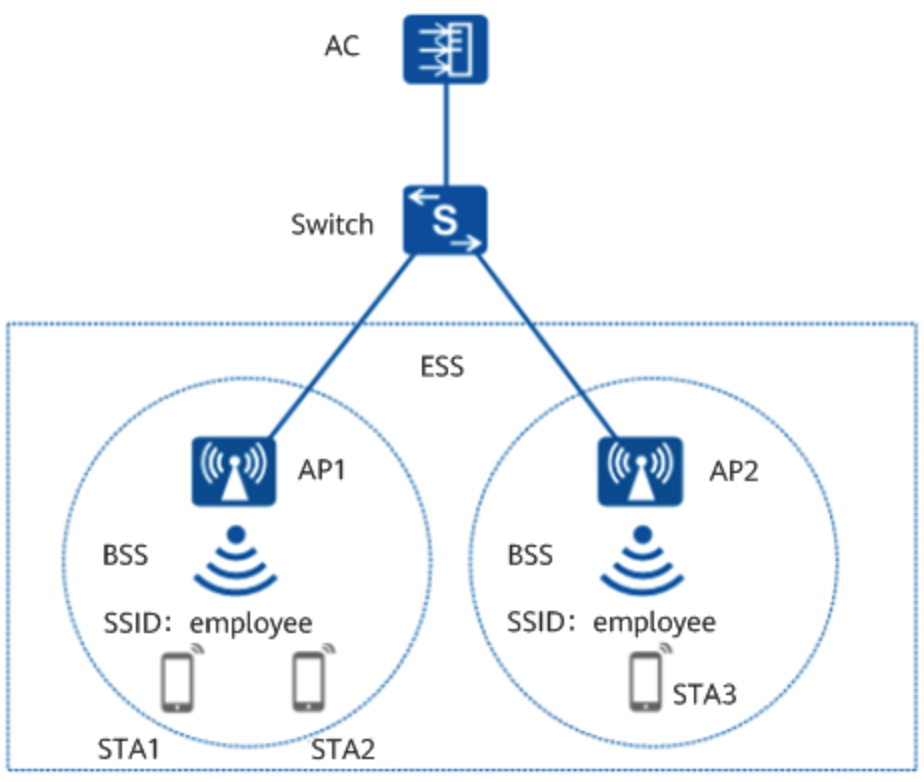 AC
Switch
S
ESS
AP1
AP2
BSS
BSS
SSID： employee
SSID： employee
STA3
STA1
STA2